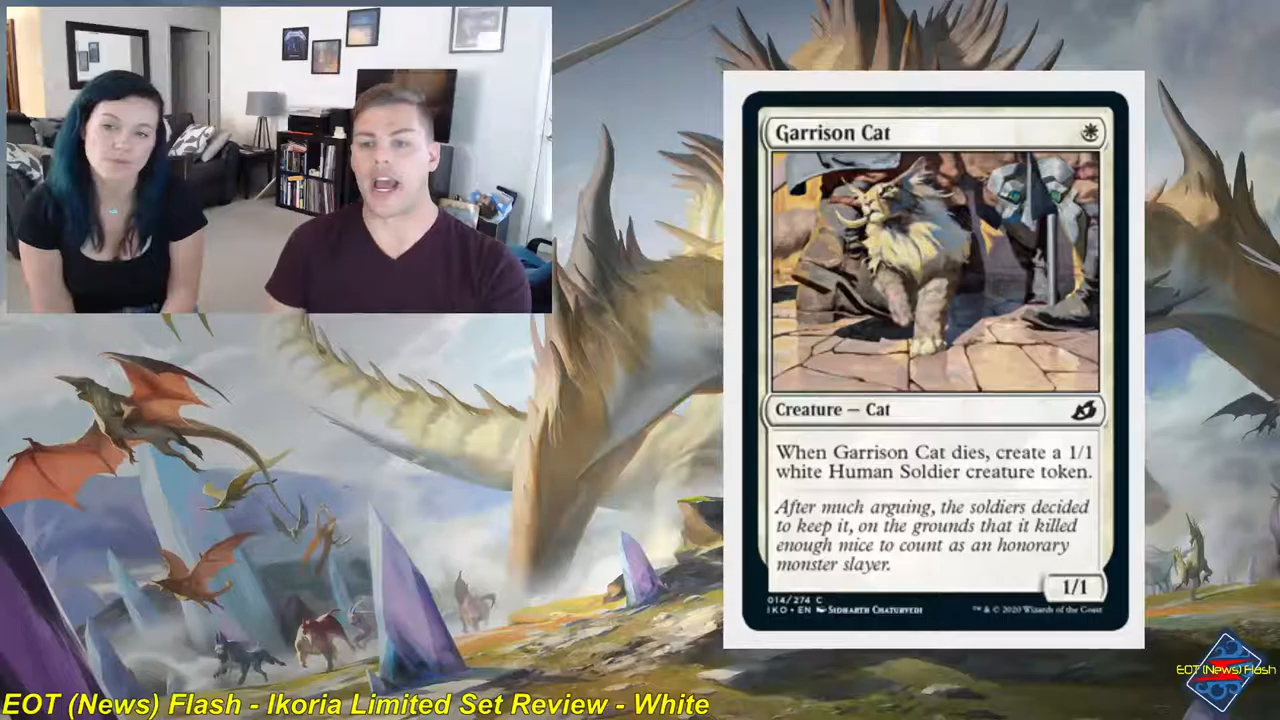 Garrison Cat
Creature — Cat
When Garrison Cat dies, create a 1/1
white Human Soldier creature token.
After much arguing, the soldiers decided
to keep it, on the grounds that it killed
enough mice to count as an honorary
monster slayer.
1/1
014/274 C
IKO • EN Sidharth Chaturvedi
™ & © 2020 Wizards of the Coast
EOT (News) Flash
EOT (News) Flash - Ikoria Limited Set Review - White